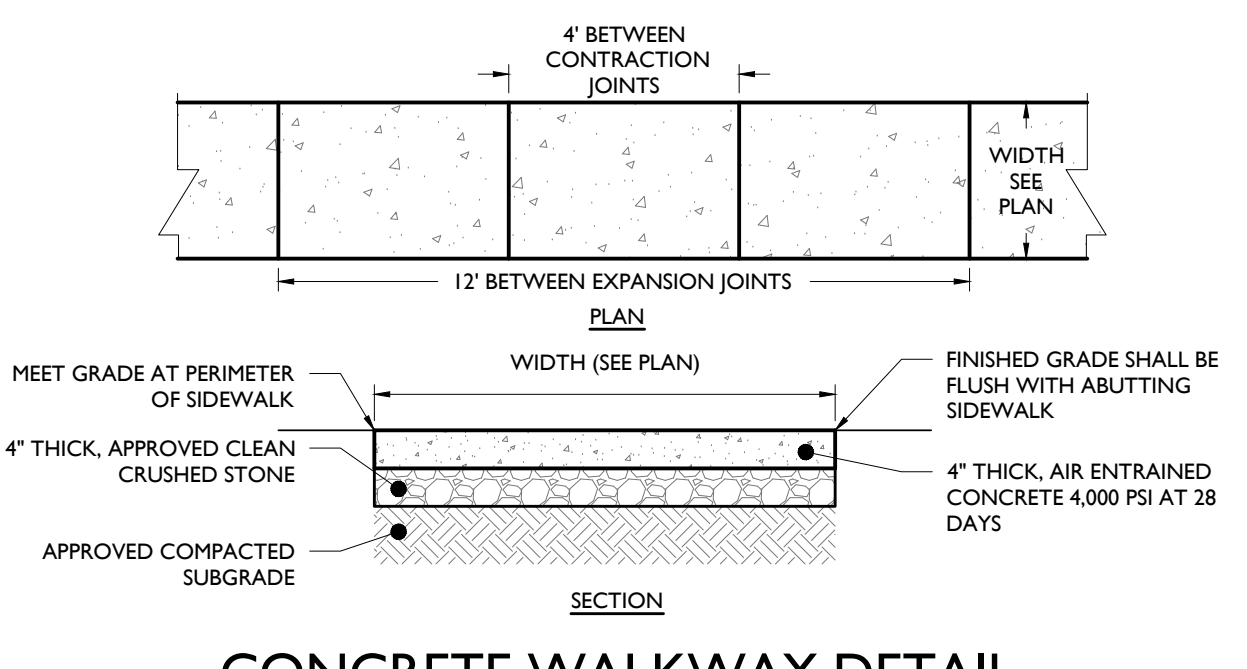 4' BETWEEN
CONTRACTION
JOINTS
WIDTH
SEE
PLAN
12' BETWEEN EXPANSION JOINTS
PLAN
WIDTH (SEE PLAN)
MEET GRADE AT PERIMETER
OF SIDEWALK
FINISHED GRADE SHALL BE
FLUSH WITH ABUTTING
SIDEWALK
4" THICK, APPROVED CLEAN
CRUSHED STONE
4" THICK, AIR ENTRAINED
CONCRETE 4,000 PSI AT 28
DAYS
APPROVED COMPACTED
SUBGRADE
SECTION
CONCRETE WALKWAY DETAIL